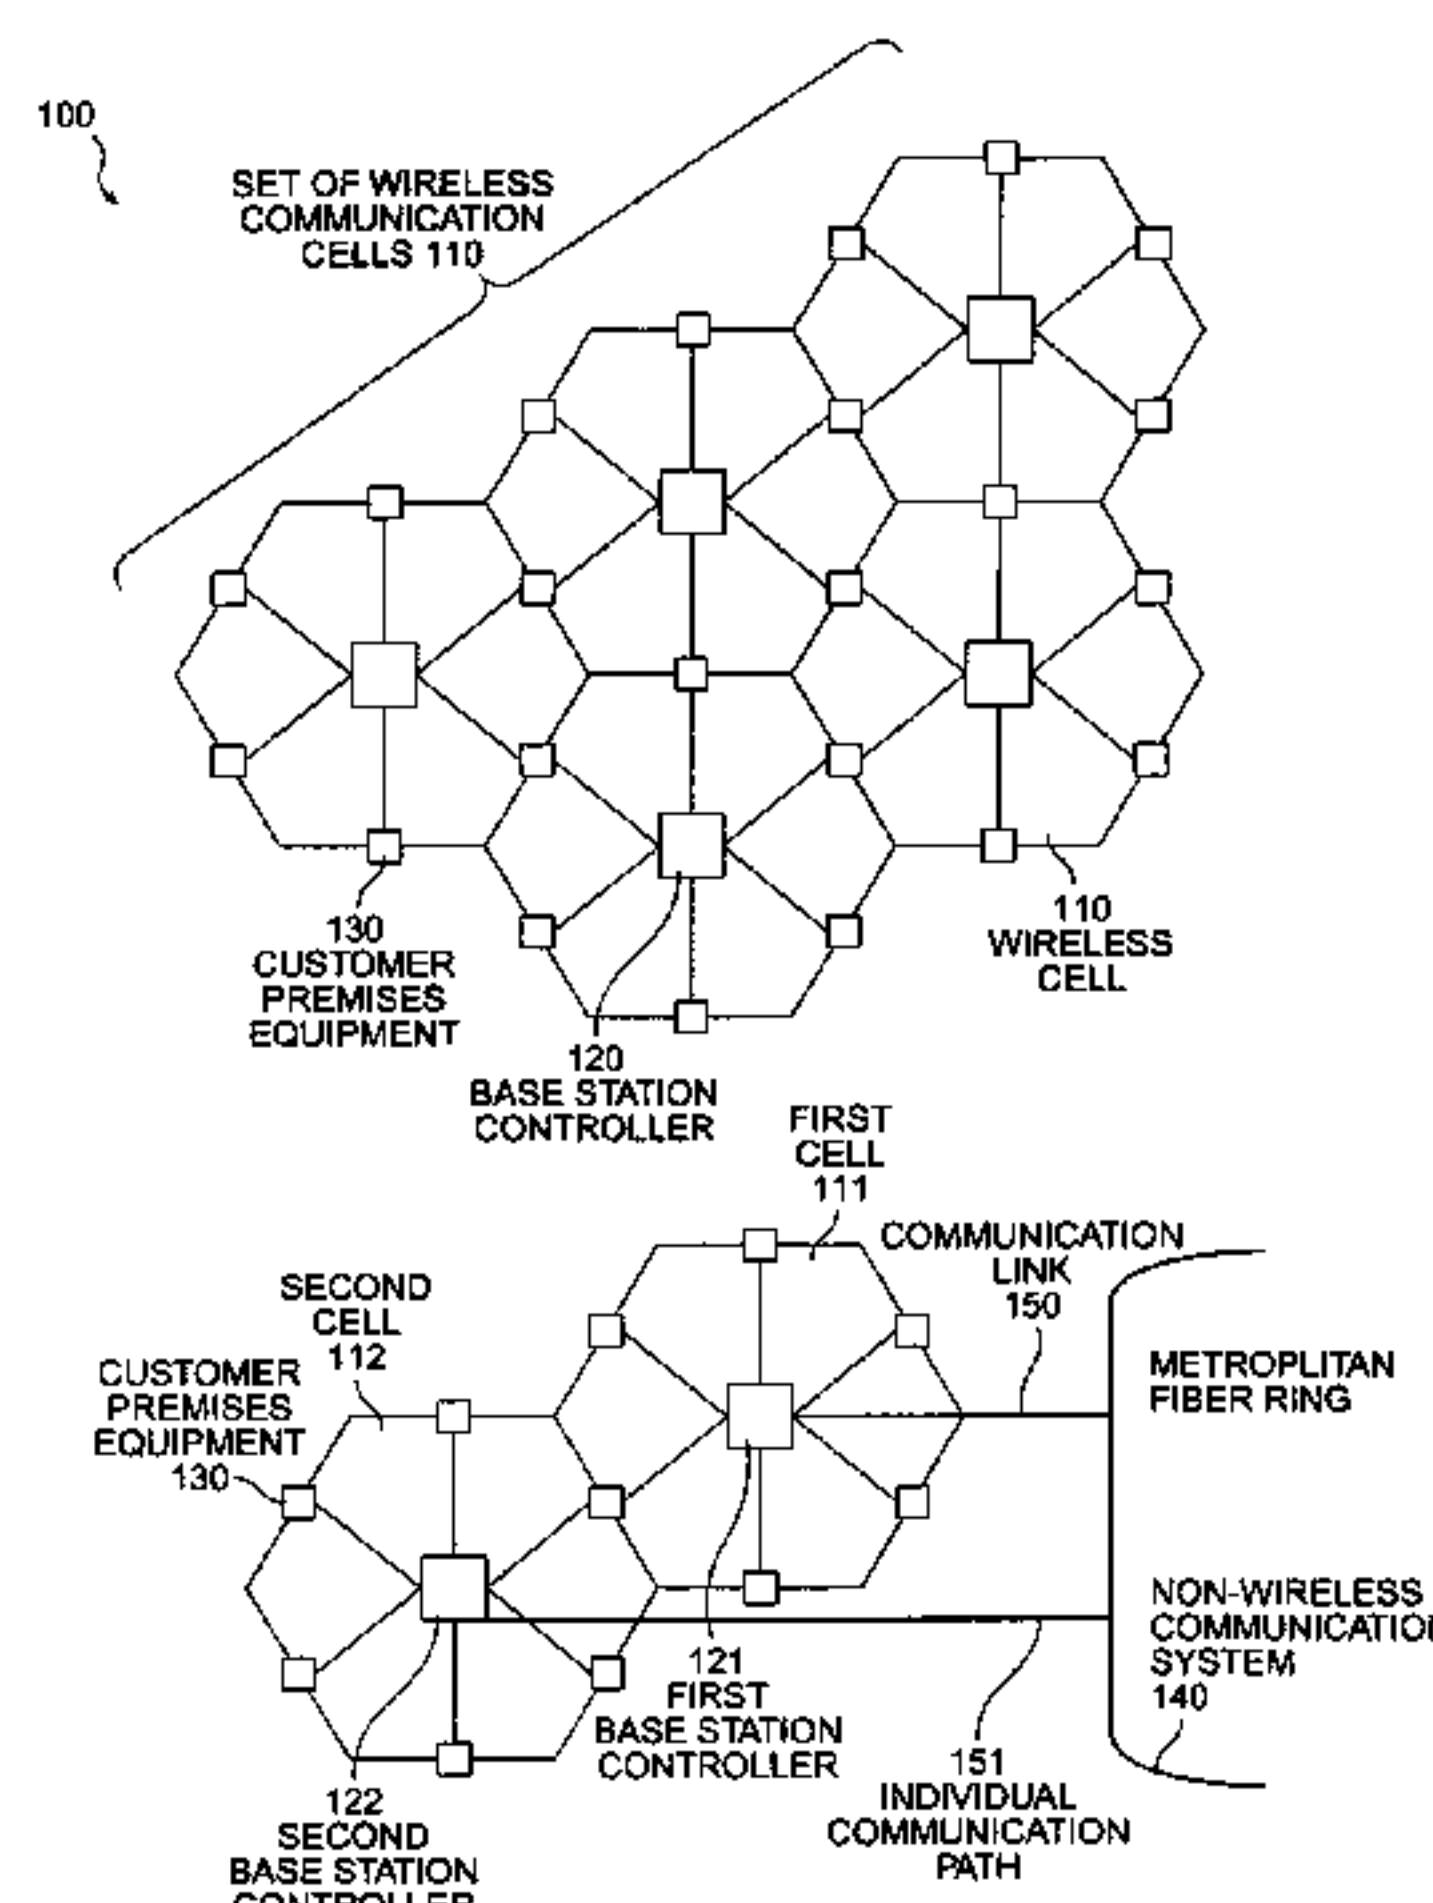 100
SET OF WIRELESS
COMMUNICATION
CELLS 110
130
CUSTOMER
PREMISES
EQUIPMENT
120
BASE STATION
CONTROLLER
110
WIRELESS
CELL
FIRST
CELL
111
COMMUNICATION
LINK
150
SECOND
CELL
112
CUSTOMER
PREMISES
EQUIPMENT
130
METROPLITAN
FIBER RING
NON-WIRELESS
COMMUNICATIO
SYSTEM
140
121
FIRST
BASE STATION
CONTROLLER
151
INDIVIDUAL
COMMUNICATION
PATH
122
SECOND
BASE STATION
CONTROLLER